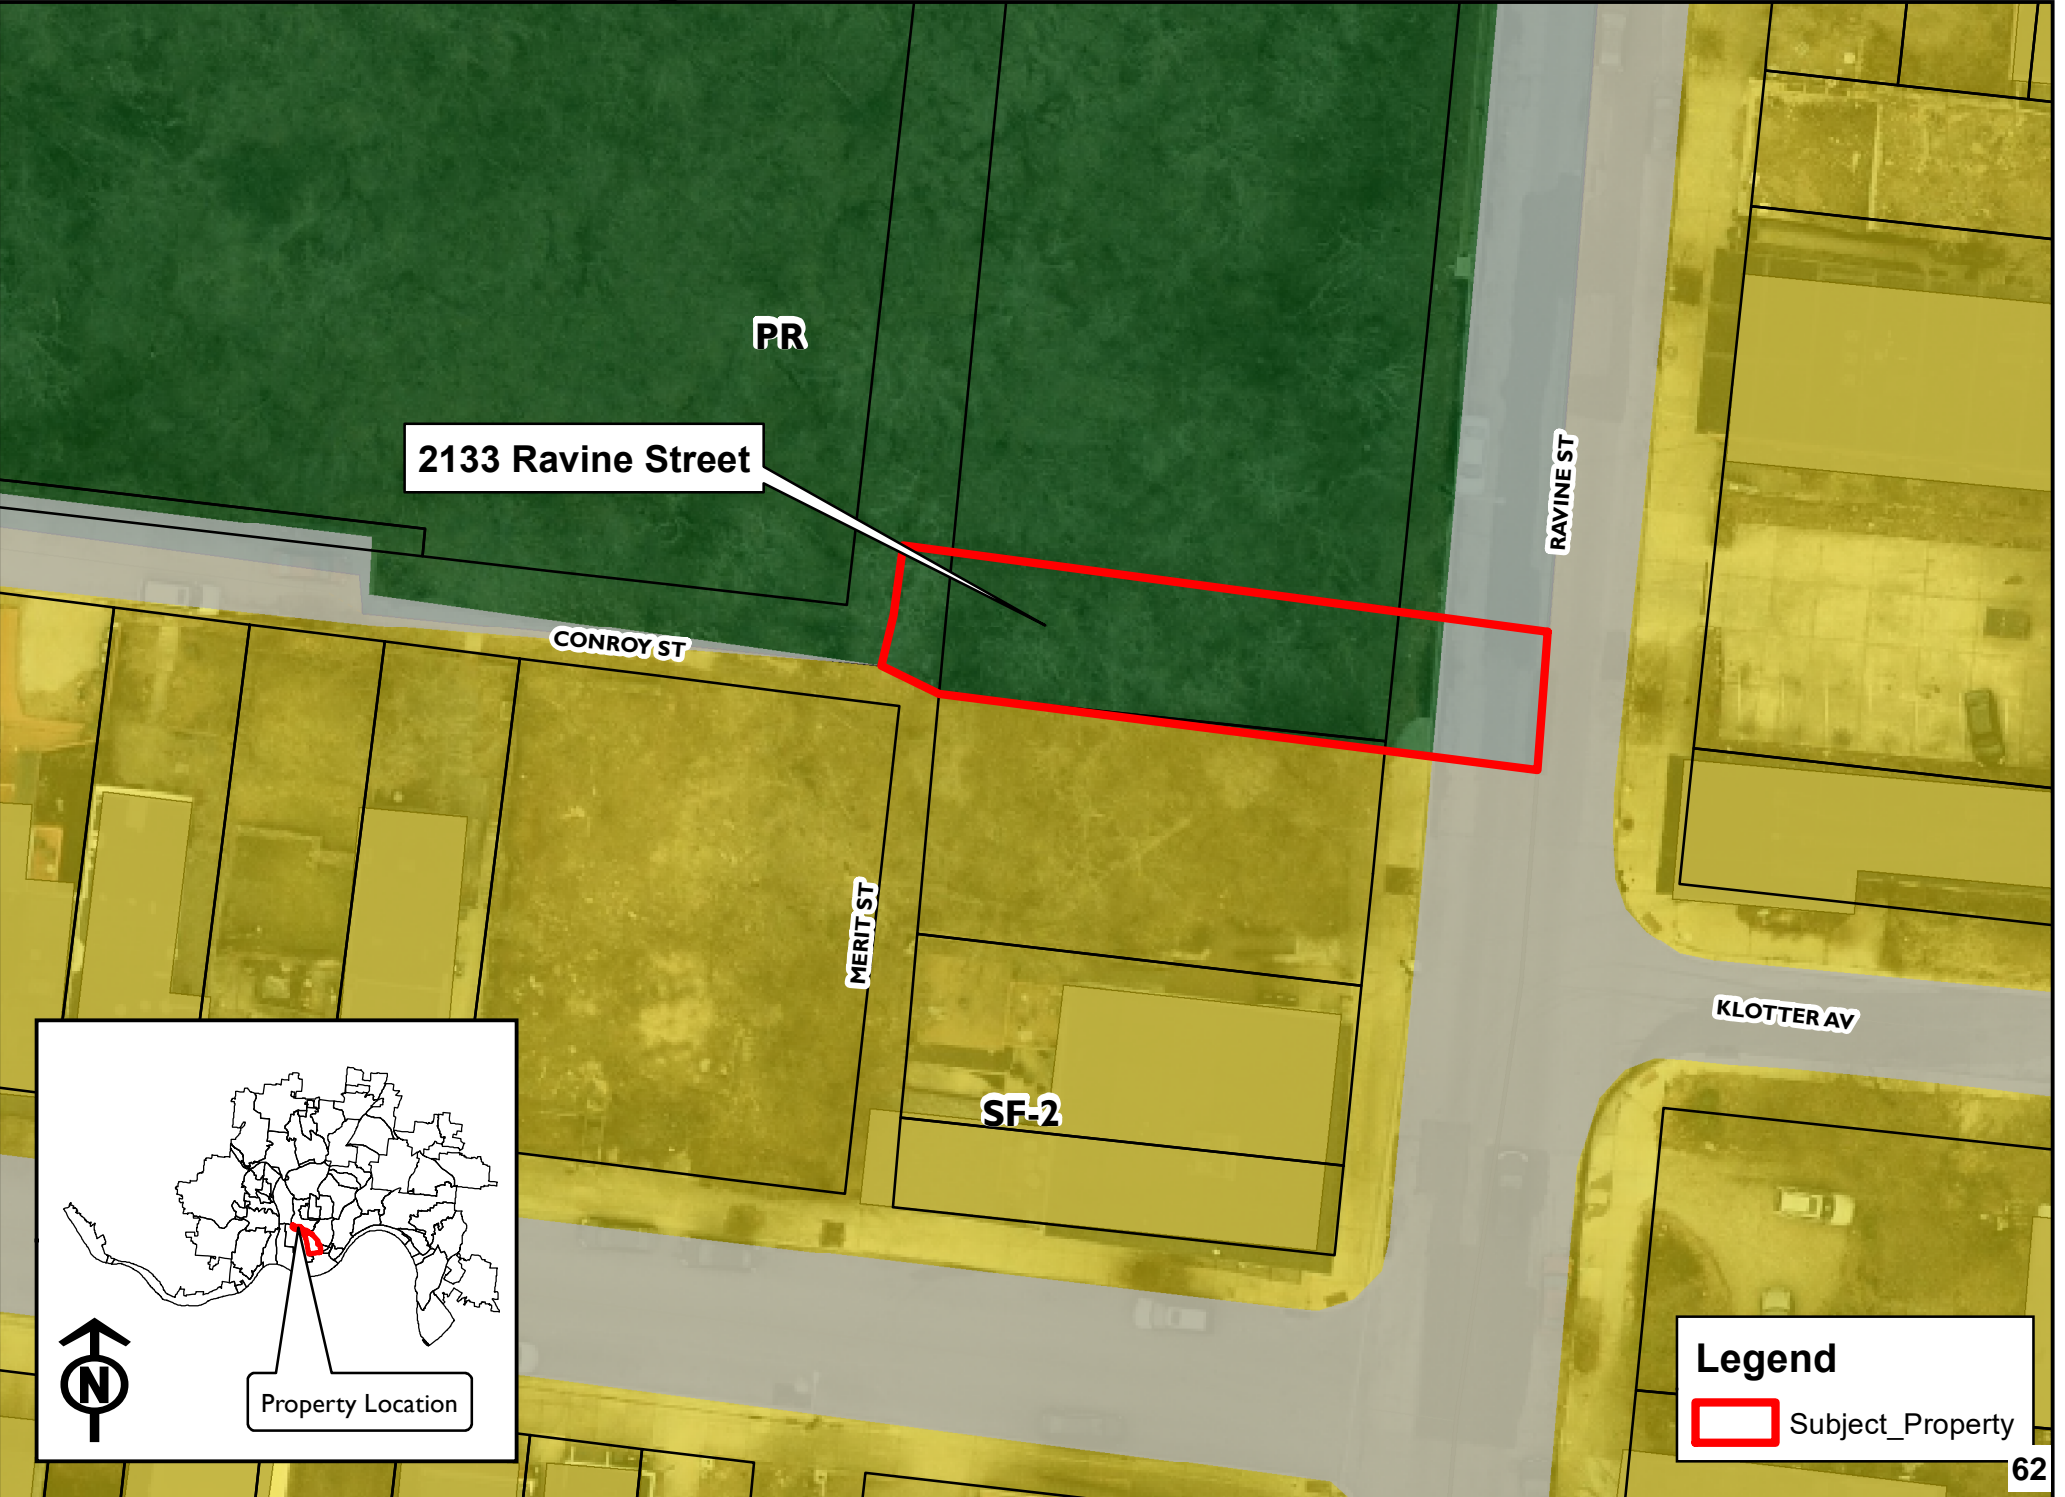 PR
2133 Ravine Street
RAVINE ST
CONROY ST
MERIT ST
KLOTTER AV
SF-2
N
Property Location
Legend
Subject_Property
62